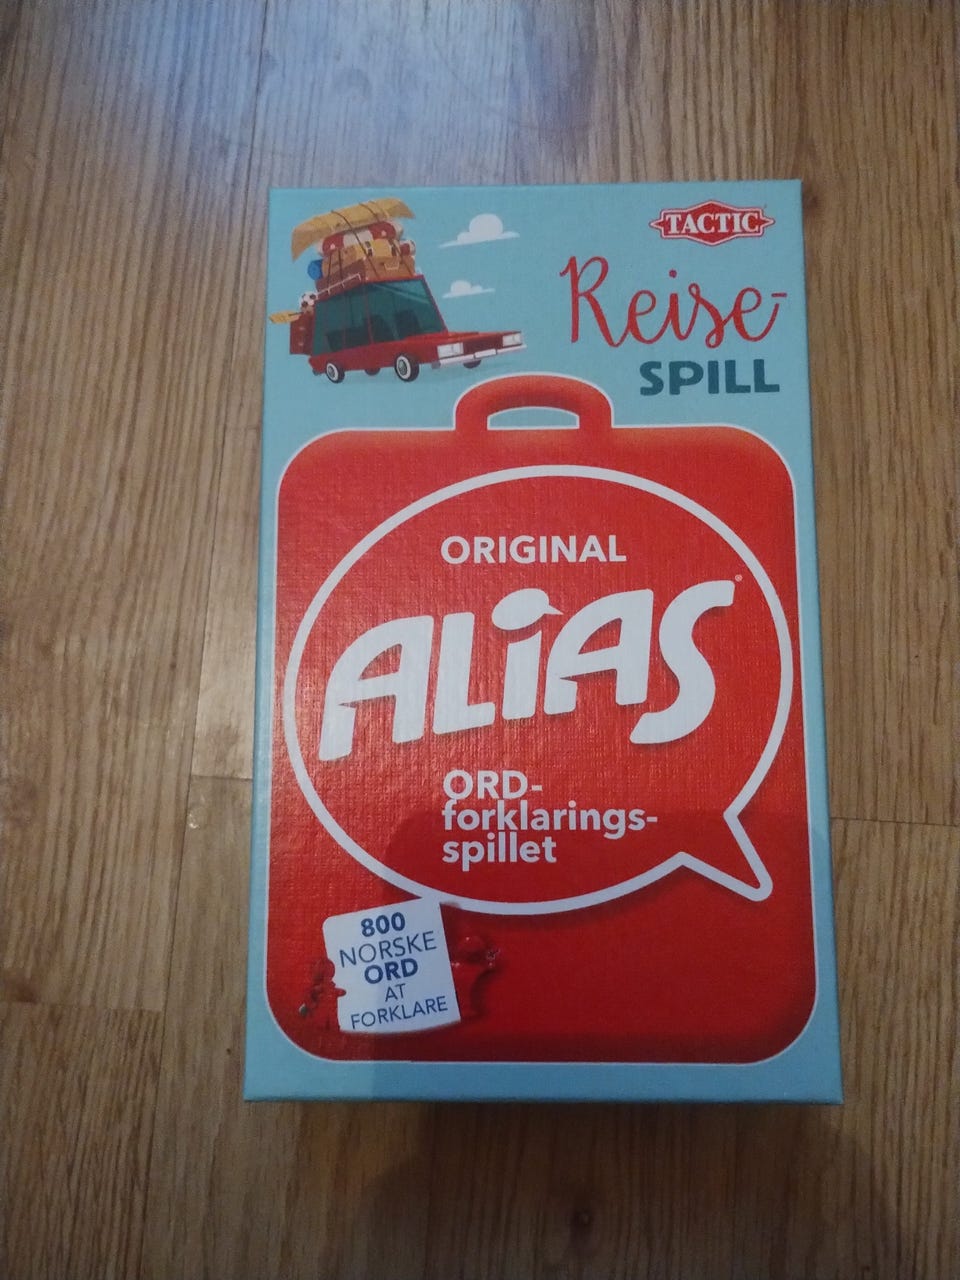 TACTIC
Reise-
SPILL
ORIGINAL
ALiAS®
ORD-
forklarings-
spillet
800
NORSKE
ORD
AT
FORKLARE